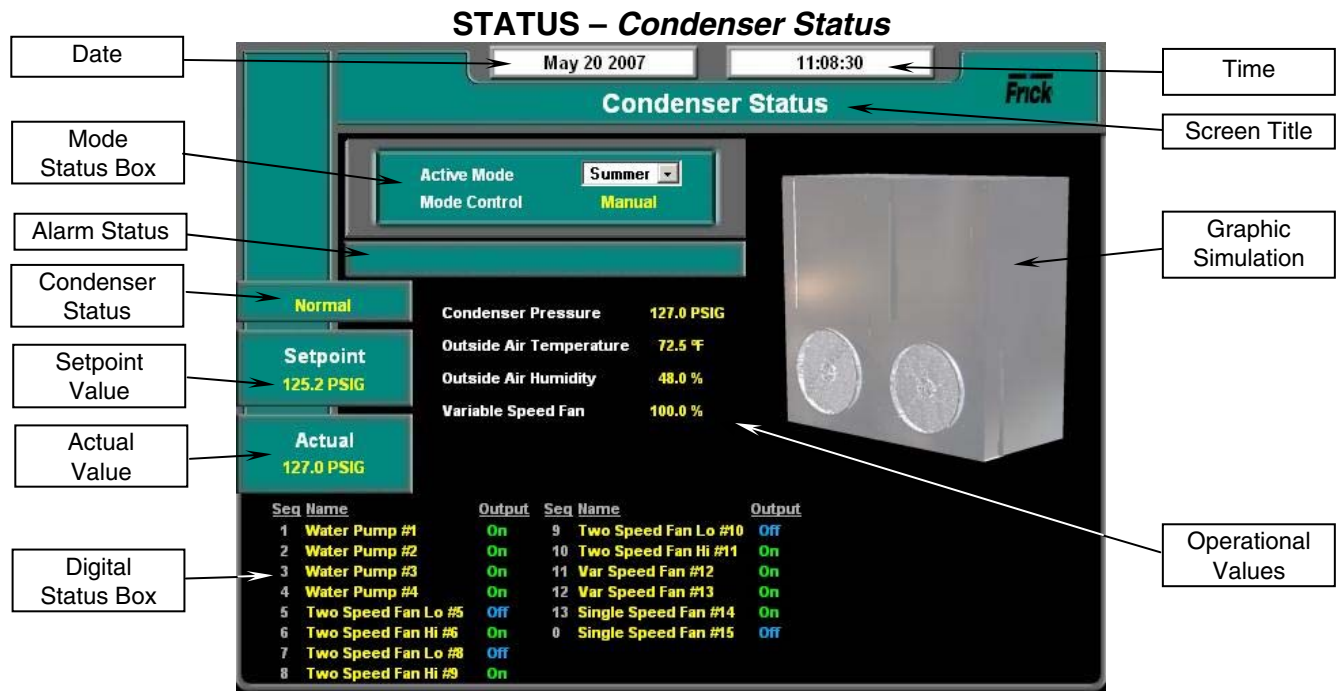 STATUS – Condenser Status
Date
May 20 2007
11:08:30
Time
Frick
Condenser Status
Screen Title
Mode
Status Box
Active Mode
Summer
Mode Control
Manual
Alarm Status
Graphic
Simulation
Condenser
Status
Normal
Condenser Pressure 127.0 PSIG
Outside Air Temperature 72.5 °F
Outside Air Humidity 48.0 %
Variable Speed Fan 100.0 %
Setpoint
Value
Setpoint
125.2 PSIG
Actual
Value
Actual
127.0 PSIG
Operational
Values
Digital
Status Box
Seq Name Output Seq Name Output
1 Water Pump #1 On 9 Two Speed Fan Lo #10 Off
2 Water Pump #2 On 10 Two Speed Fan Hi #11 On
3 Water Pump #3 On 11 Var Speed Fan #12 On
4 Water Pump #4 On 12 Var Speed Fan #13 On
5 Two Speed Fan Lo #5 Off 13 Single Speed Fan #14 On
6 Two Speed Fan Hi #6 On 0 Single Speed Fan #15 Off
7 Two Speed Fan Lo #8 Off
8 Two Speed Fan Hi #9 On